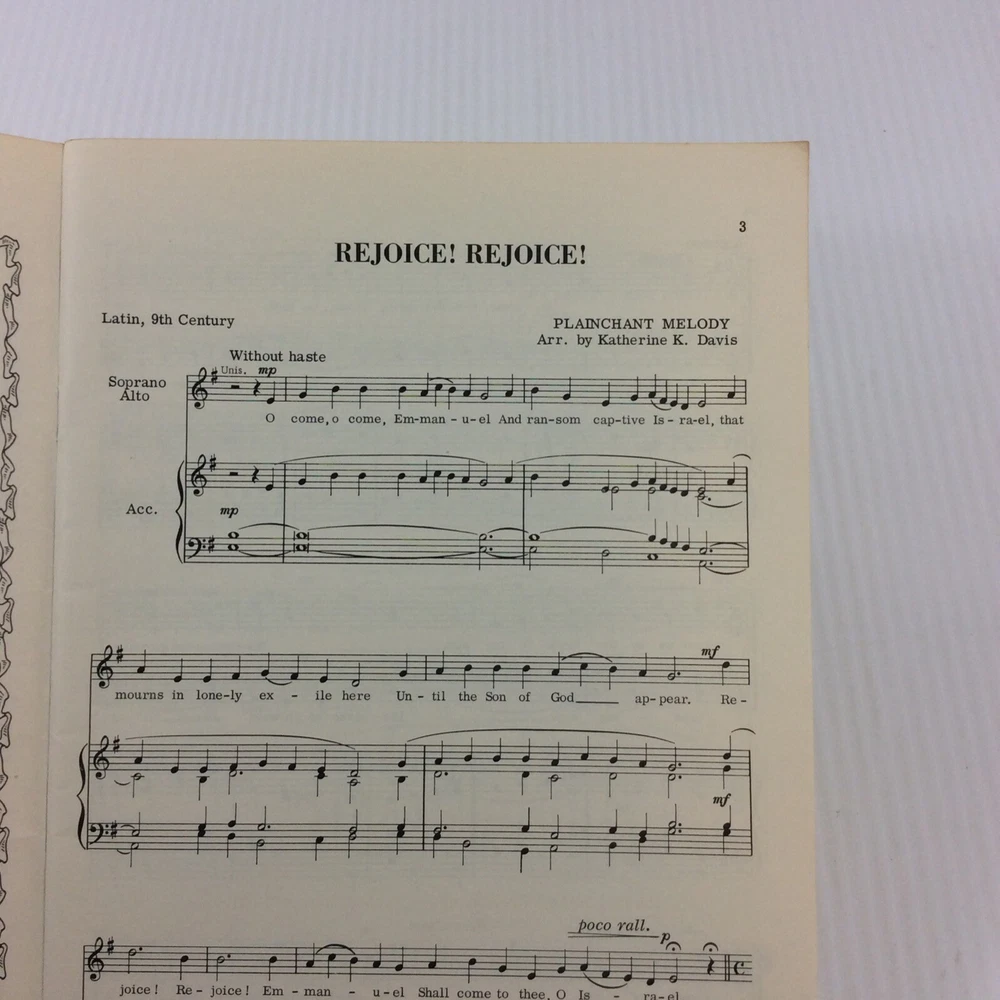 3
REJOICE! REJOICE!
Latin, 9th Century
PLAINCHANT MELODY
Arr. by Katherine K. Davis
Without haste
Unis. mp
Soprano
Alto
O come, o come, Em-man - u-el And ran-som cap-tive Is - ra-el, that
Acc.
mp
mf
mourns in lone-ly ex - ile here Un - til the Son of God____ ap-pear. Re -
mf
poco rall.
p
joice! Re - joice! Em - man - u-el Shall come to thee, O Is - ra-el